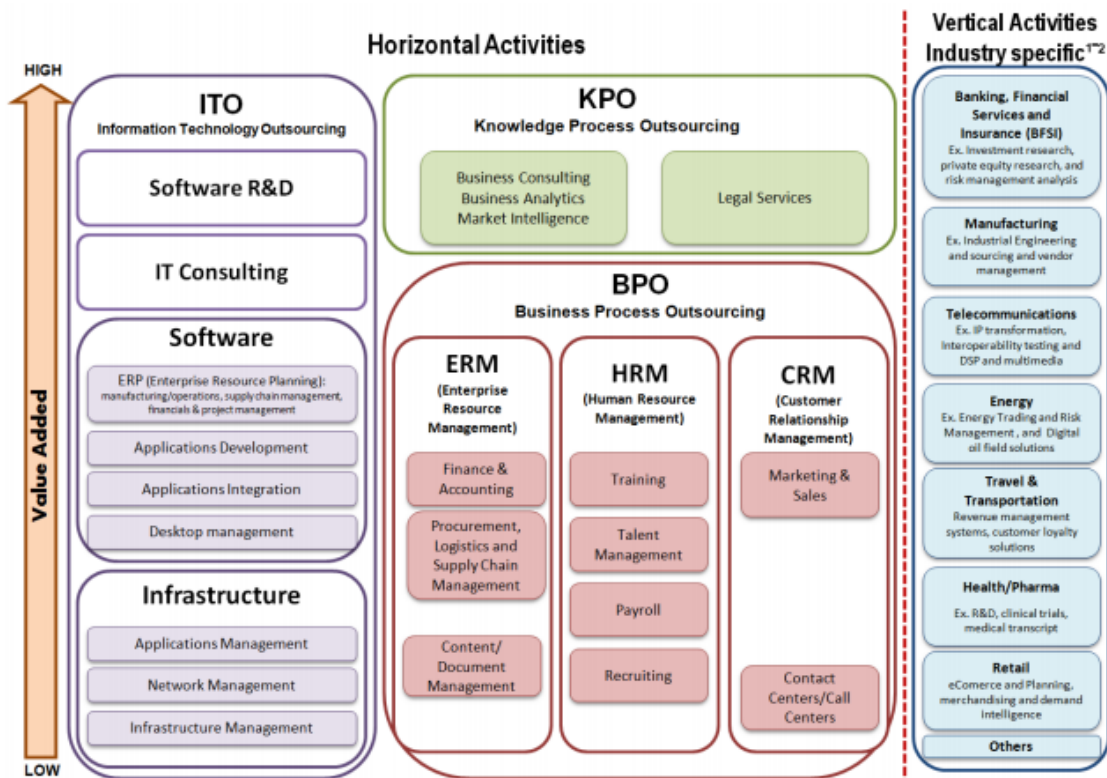 Horizontal Activities
Vertical Activities
Industry specific¹⁻²
HIGH
Value Added
LOW
ITO
Information Technology Outsourcing
Software R&D
IT Consulting
Software
ERP (Enterprise Resource Planning):
manufacturing/operations, supply chain management,
financials & project management
Applications Development
Applications Integration
Desktop management
Infrastructure
Applications Management
Network Management
Infrastructure Management
KPO
Knowledge Process Outsourcing
Business Consulting
Business Analytics
Market Intelligence
Legal Services
BPO
Business Process Outsourcing
ERM
(Enterprise
Resource
Management)
Finance &
Accounting
Procurement,
Logistics and
Supply Chain
Management
Content/
Document
Management
HRM
(Human Resource
Management)
Training
Talent
Management
Payroll
Recruiting
CRM
(Customer
Relationship
Management)
Marketing &
Sales
Contact
Centers/Call
Centers
Banking, Financial
Services and
Insurance (BFSI)
Ex. Investment research,
private equity research, and
risk management analysis
Manufacturing
Ex. Industrial Engineering
and sourcing and vendor
management
Telecommunications
Ex. IP transformation,
Interoperability testing and
DSP and multimedia
Energy
Ex. Energy Trading and Risk
Management , and Digital
oil field solutions
Travel &
Transportation
Revenue management
systems, customer loyalty
solutions
Health/Pharma
Ex. R&D, clinical trials,
medical transcript
Retail
eComerce and Planning,
merchandising and demand
intelligence
Others